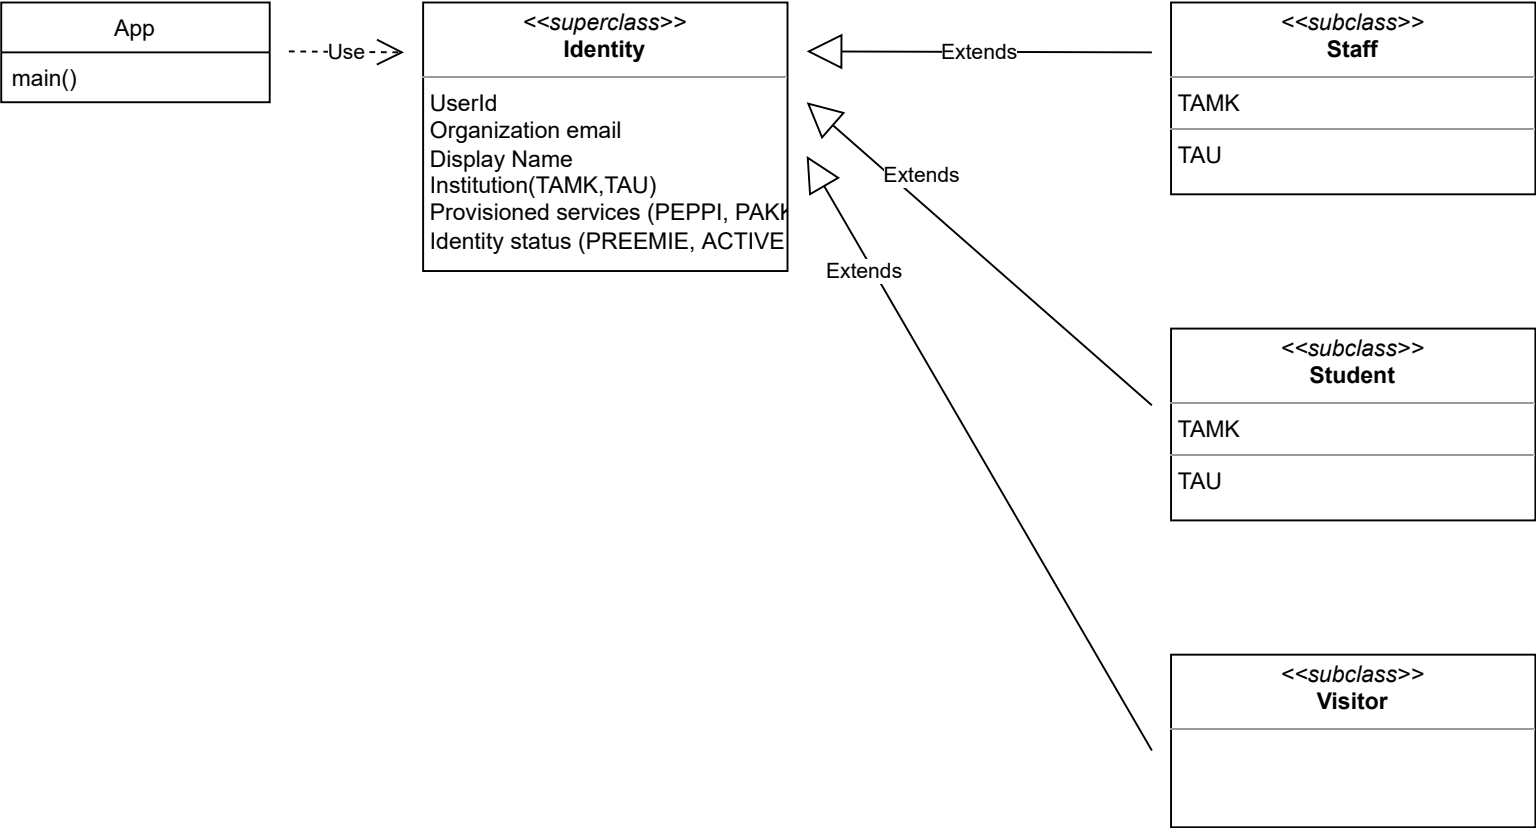 App
main()
Use
<<superclass>>
Identity
UserId
Organization email
Display Name
Institution(TAMK,TAU)
Provisioned services (PEPPI,
Identity status (PREEMIE, ACTIVE
Extends
Extends
Extends
<<subclass>>
Staff
TAMK
TAU
<<subclass>>
Student
TAMK
TAU
<<subclass>>
Visitor